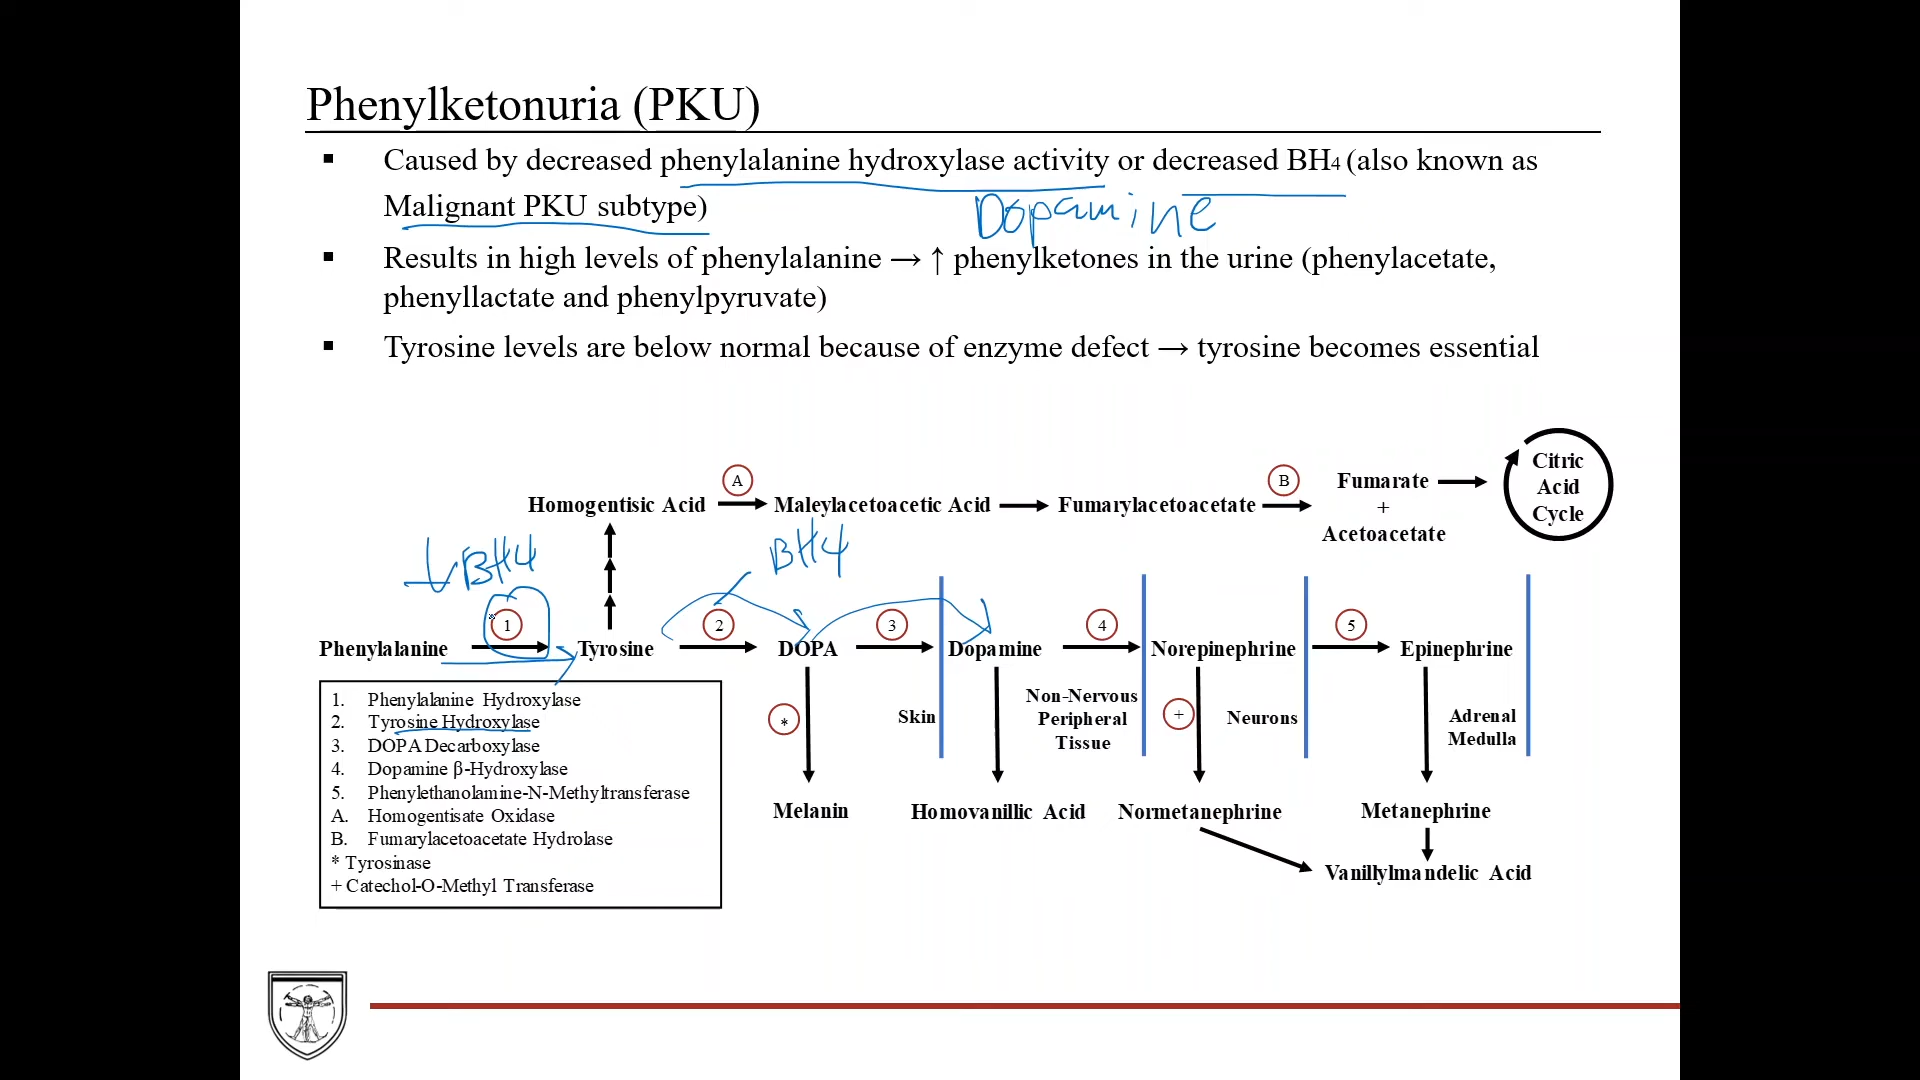 Phenylketonuria (PKU)
▪ Caused by decreased phenylalanine hydroxylase activity or decreased BH4 (also known as
Malignant PKU subtype)
Dopamine
▪ Results in high levels of phenylalanine → ↑ phenylketones in the urine (phenylacetate,
phenyllactate and phenylpyruvate)
▪ Tyrosine levels are below normal because of enzyme defect → tyrosine becomes essential
Homogentisic Acid
A
Maleylacetoacetic Acid
Fumarylacetoacetate
B
Fumarate
+
Acetoacetate
Citric
Acid
Cycle
↓BH4
BH4
Phenylalanine
1
Tyrosine
2
DOPA
3
Dopamine
4
Norepinephrine
5
Epinephrine
*
Skin
Non-Nervous
Peripheral
Tissue
+
Neurons
Adrenal
Medulla
Melanin
Homovanillic Acid
Normetanephrine
Metanephrine
Vanillylmandelic Acid
1. Phenylalanine Hydroxylase
2. Tyrosine Hydroxylase
3. DOPA Decarboxylase
4. Dopamine β-Hydroxylase
5. Phenylethanolamine-N-Methyltransferase
A. Homogentisate Oxidase
B. Fumarylacetoacetate Hydrolase
* Tyrosinase
+ Catechol-O-Methyl Transferase